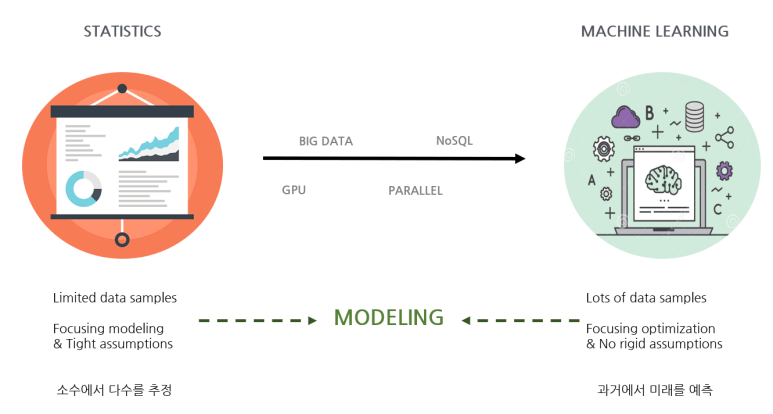 STATISTICS
MACHINE LEARNING
BIG DATA
NoSQL
GPU
PARALLEL
B
A
C
Limited data samples
Focusing modeling
& Tight assumptions
MODELING
Lots of data samples
Focusing optimization
& No rigid assumptions
소수에서 다수를 추정
과거에서 미래를 예측